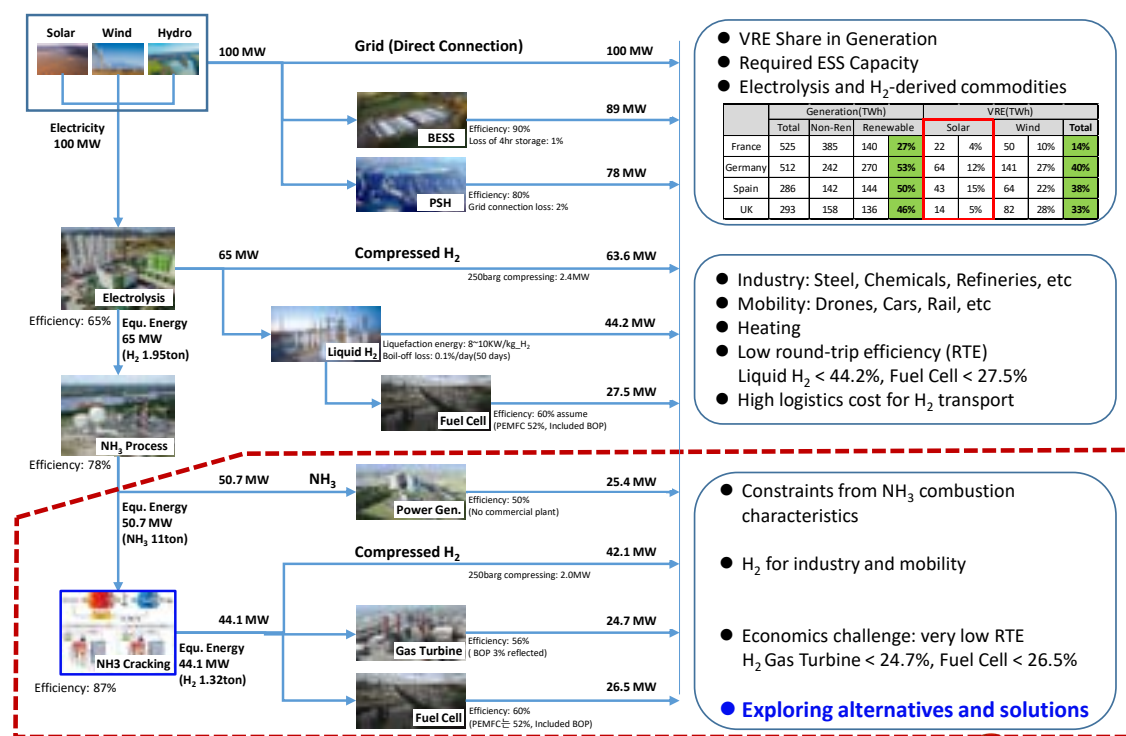 Solar Wind Hydro
Electricity
100 MW
100 MW Grid (Direct Connection) 100 MW
BESS
89 MW
Efficiency: 90%
Loss of 4hr storage: 1%
PSH
78 MW
Efficiency: 80%
Grid connection loss: 2%
Electrolysis
Efficiency: 65%
65 MW Compressed H₂ 63.6 MW
250barg compressing: 2.4MW
Equ. Energy
65 MW
(H₂ 1.95ton)
Liquid H₂
44.2 MW
Liquefaction energy: 8~10KW/kg_H₂
Boil-off loss: 0.1%/day(50 days)
Fuel Cell
27.5 MW
Efficiency: 60% assume
(PEMFC 52%, Included BOP)
NH₃ Process
Efficiency: 78%
50.7 MW NH₃ 25.4 MW
Power Gen.
Efficiency: 50%
(No commercial plant)
Equ. Energy
50.7 MW
(NH₃ 11ton)
NH3 Cracking
Efficiency: 87%
44.1 MW
Equ. Energy
44.1 MW
(H₂ 1.32ton)
Compressed H₂ 42.1 MW
250barg compressing: 2.0MW
Gas Turbine
24.7 MW
Efficiency: 56%
( BOP 3% reflected)
Fuel Cell
26.5 MW
Efficiency: 60%
(PEMFC는 52%, Included BOP)
● VRE Share in Generation
● Required ESS Capacity
● Electrolysis and H₂-derived commodities
Generation(TWh) VRE(TWh)
Total Non-Ren Renewable Solar Wind Total
France 525 385 140 27% 22 4% 50 10% 14%
Germany 512 242 270 53% 64 12% 141 27% 40%
Spain 286 142 144 50% 43 15% 64 22% 38%
UK 293 158 136 46% 14 5% 82 28% 33%
● Industry: Steel, Chemicals, Refineries, etc
● Mobility: Drones, Cars, Rail, etc
● Heating
● Low round-trip efficiency (RTE)
Liquid H₂ < 44.2%, Fuel Cell < 27.5%
● High logistics cost for H₂ transport
● Constraints from NH₃ combustion
characteristics
● H₂ for industry and mobility
● Economics challenge: very low RTE
H₂ Gas Turbine < 24.7%, Fuel Cell < 26.5%
● Exploring alternatives and solutions